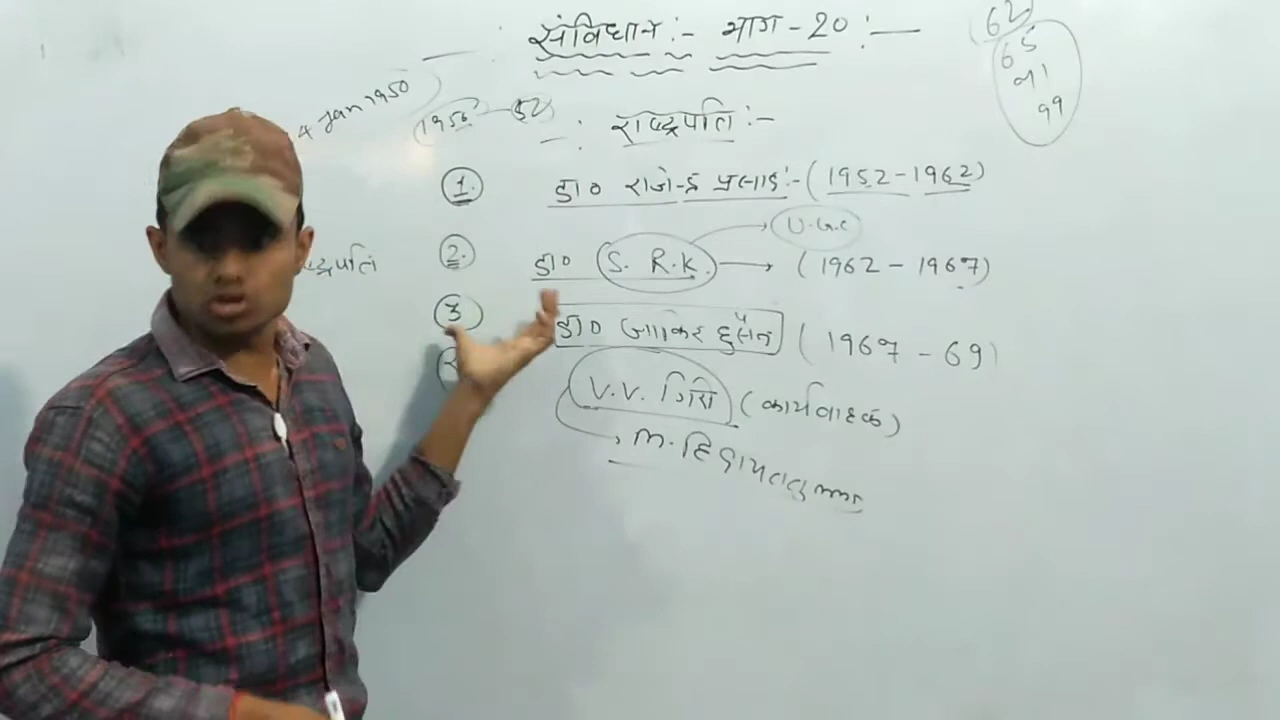 संविधान :- भाग - 20 :-
62
65
71
99
4 Jan 1950
1950 - 52
: राष्ट्रपति :-
1. डा० राजेन्द्र प्रसाद :- (1952 - 1962)
U.G.C
2. डा० S. R. K. → (1962 - 1967)
राष्ट्रपति
3 डा० जाकिर हुसैन (1967 - 69)
V. V. गिरि (कार्यवाहक)
M. हिदायतुल्ला